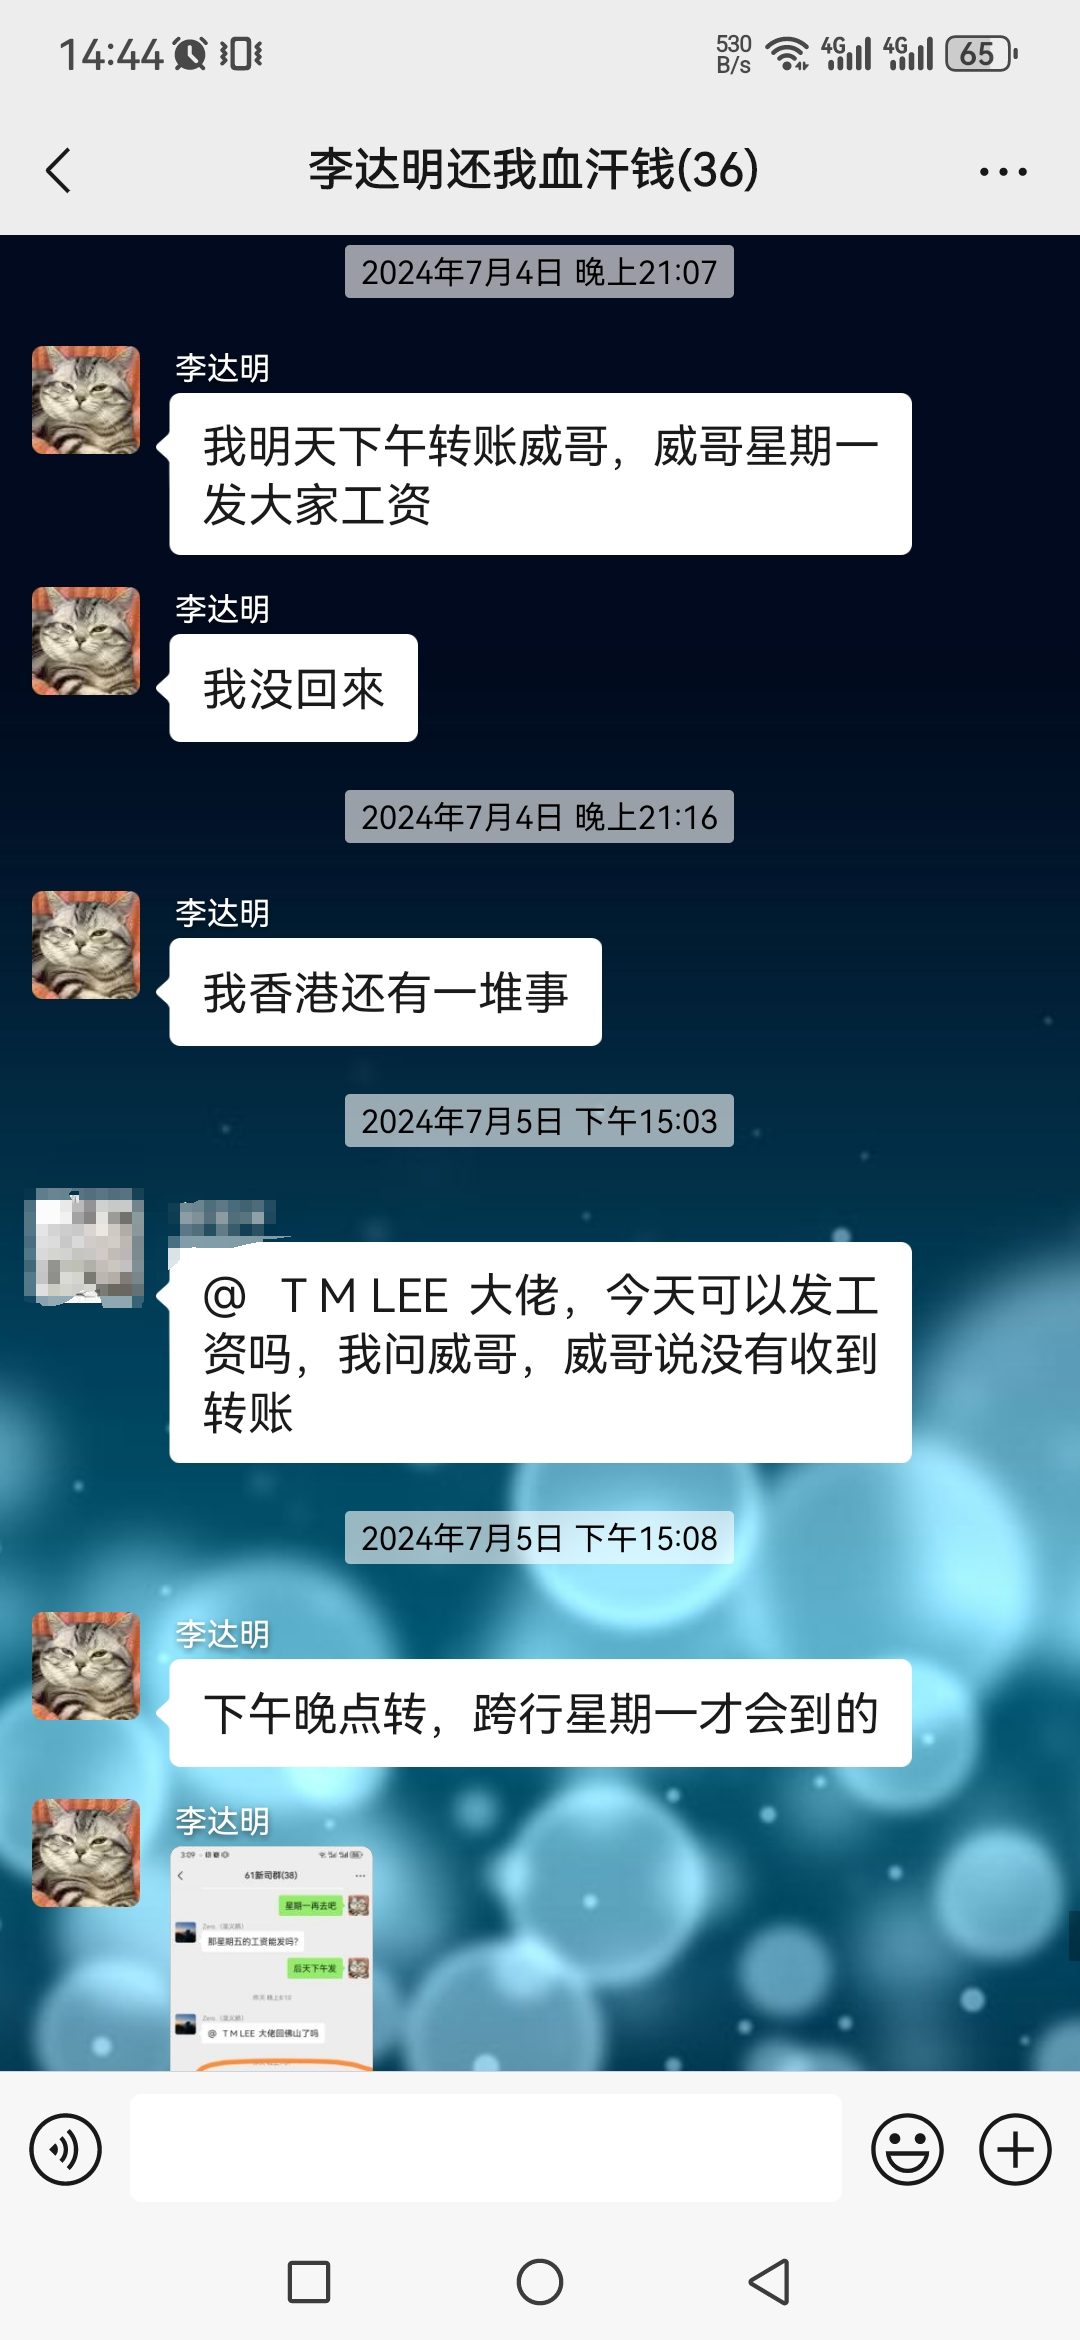 14:44
530
B/s
4G
4G
65
李达明还我血汗钱(36)
2024年7月4日 晚上21:07
李达明
我明天下午转账威哥，威哥星期一
发大家工资
李达明
我没回來
2024年7月4日 晚上21:16
李达明
我香港还有一堆事
2024年7月5日 下午15:03
@ T M LEE 大佬，今天可以发工
资吗，我问威哥，威哥说没有收到
转账
2024年7月5日 下午15:08
李达明
下午晚点转，跨行星期一才会到的
李达明
3:09
61新司群(38)
星期一再去吧
那星期五的工资能发吗?
后天下午发
@ T M LEE 大佬回佛山了吗